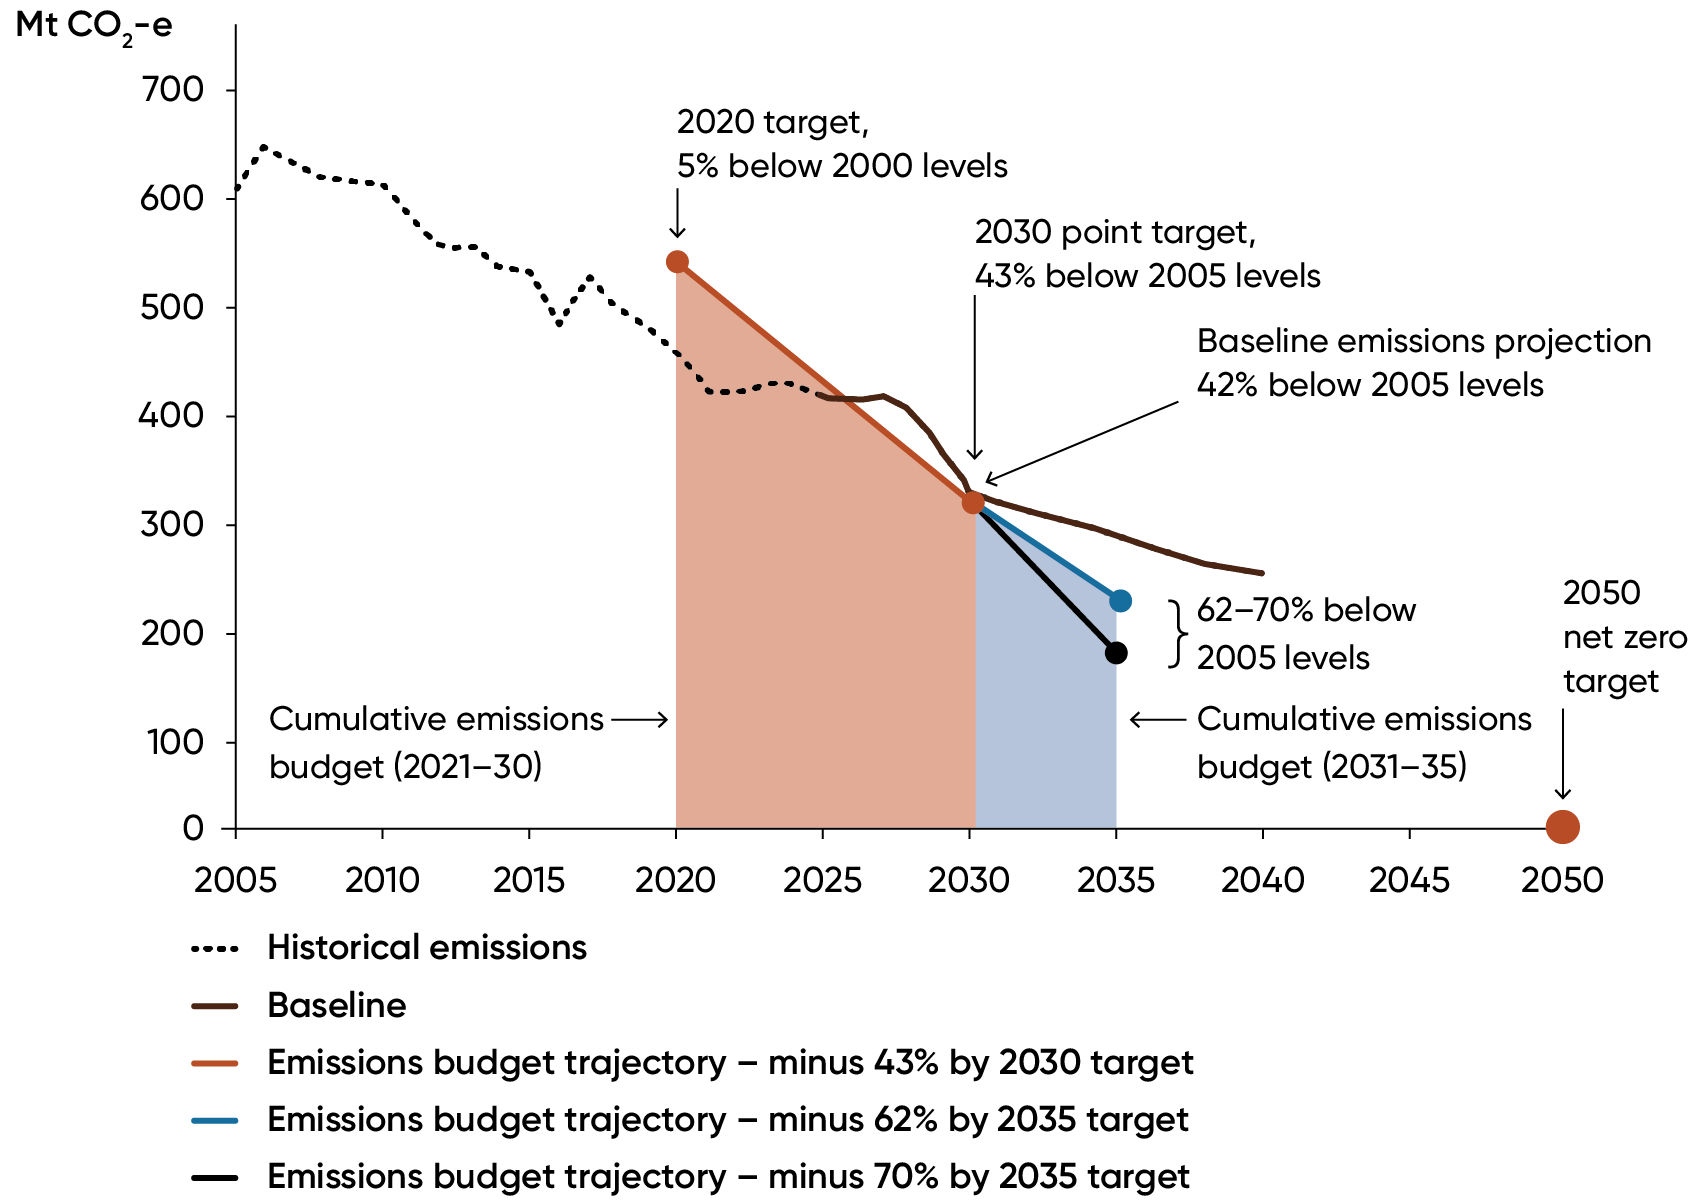 Mt CO₂-e
700
600
500
400
300
200
100
0
2020 target,
5% below 2000 levels
2030 point target,
43% below 2005 levels
Baseline emissions projection
42% below 2005 levels
62–70% below
2005 levels
2050
net zero
target
Cumulative emissions
budget (2021–30)
Cumulative emissions
budget (2031–35)
2005 2010 2015 2020 2025 2030 2035 2040 2045 2050
Historical emissions
Baseline
Emissions budget trajectory – minus 43% by 2030 target
Emissions budget trajectory – minus 62% by 2035 target
Emissions budget trajectory – minus 70% by 2035 target